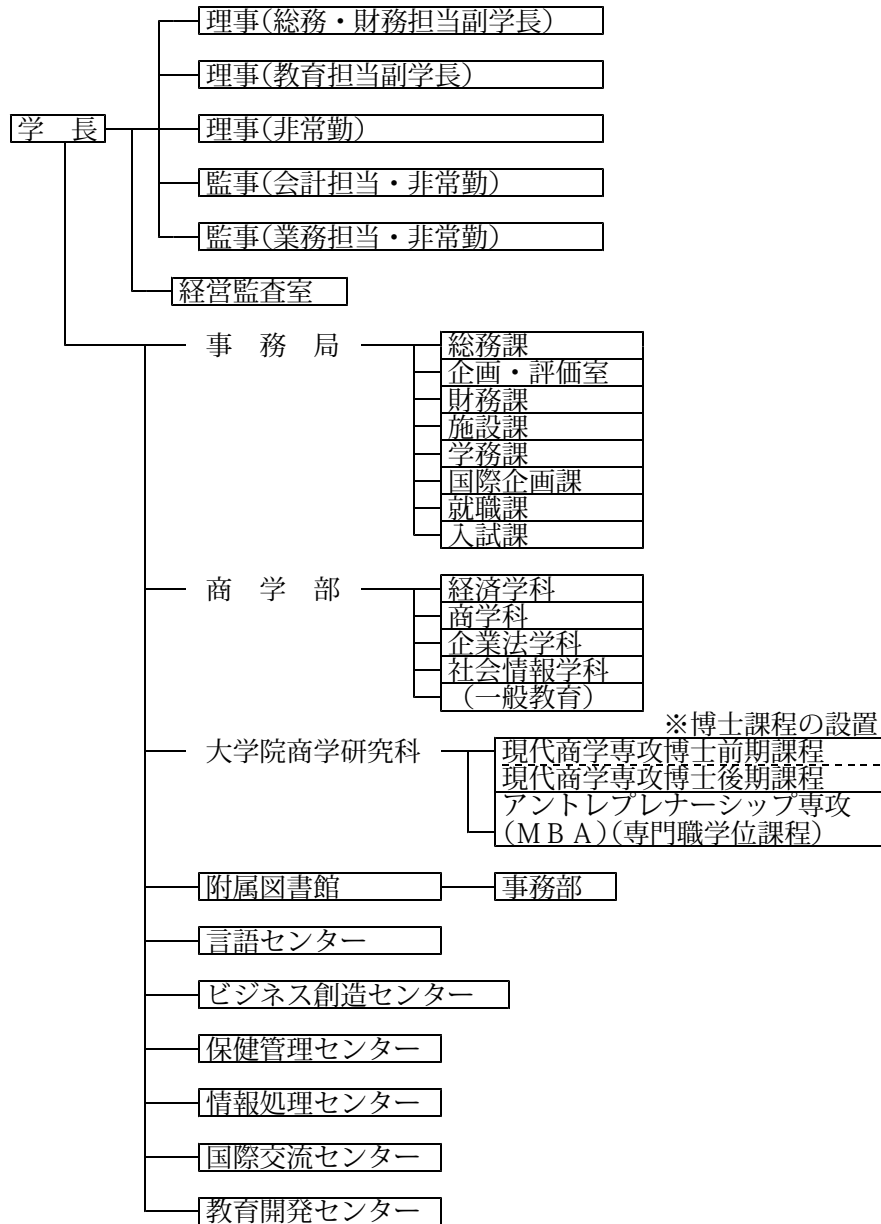 理事(総務・財務担当副学長)
理事(教育担当副学長)
学　長
理事(非常勤)
監事(会計担当・非常勤)
監事(業務担当・非常勤)
経営監査室
事　務　局
総務課
企画・評価室
財務課
施設課
学務課
国際企画課
就職課
入試課
商　学　部
経済学科
商学科
企業法学科
社会情報学科
(一般教育)
※博士課程の設置
大学院商学研究科
現代商学専攻博士前期課程
現代商学専攻博士後期課程
アントレプレナーシップ専攻
(ＭＢＡ)(専門職学位課程)
附属図書館
事務部
言語センター
ビジネス創造センター
保健管理センター
情報処理センター
国際交流センター
教育開発センター